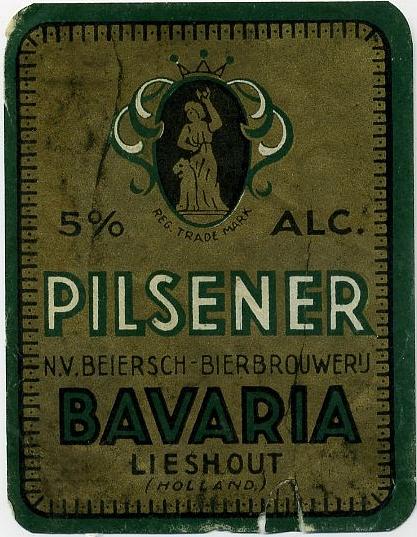 5% ALC.
REG. TRADE MARK
PILSENER
N.V. BEIERSCH-BIERBROUWERIJ
BAVARIA
LIESHOUT
(HOLLAND.)